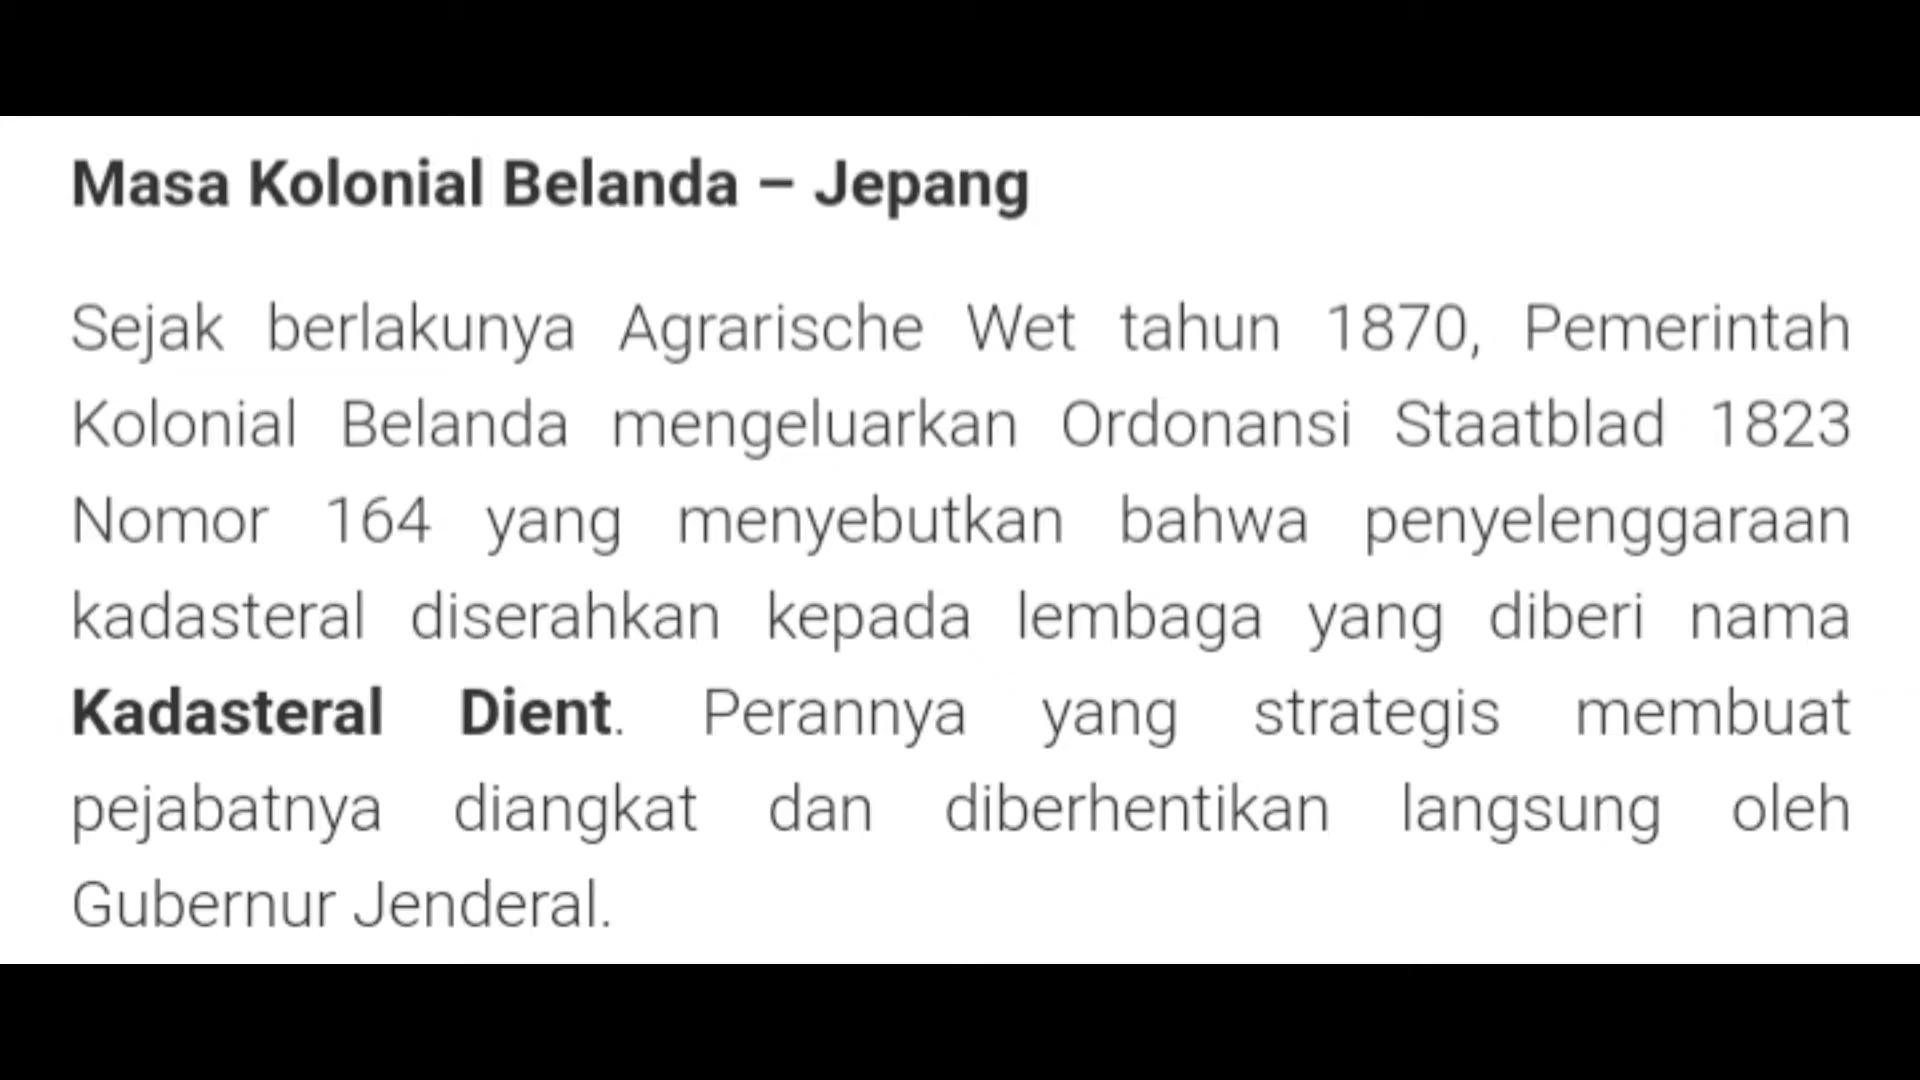 Masa Kolonial Belanda – Jepang
Sejak berlakunya Agrarische Wet tahun 1870, Pemerintah
Kolonial Belanda mengeluarkan Ordonansi Staatblad 1823
Nomor 164 yang menyebutkan bahwa penyelenggaraan
kadasteral diserahkan kepada lembaga yang diberi nama
Kadasteral Dient. Perannya yang strategis membuat
pejabatnya diangkat dan diberhentikan langsung oleh
Gubernur Jenderal.